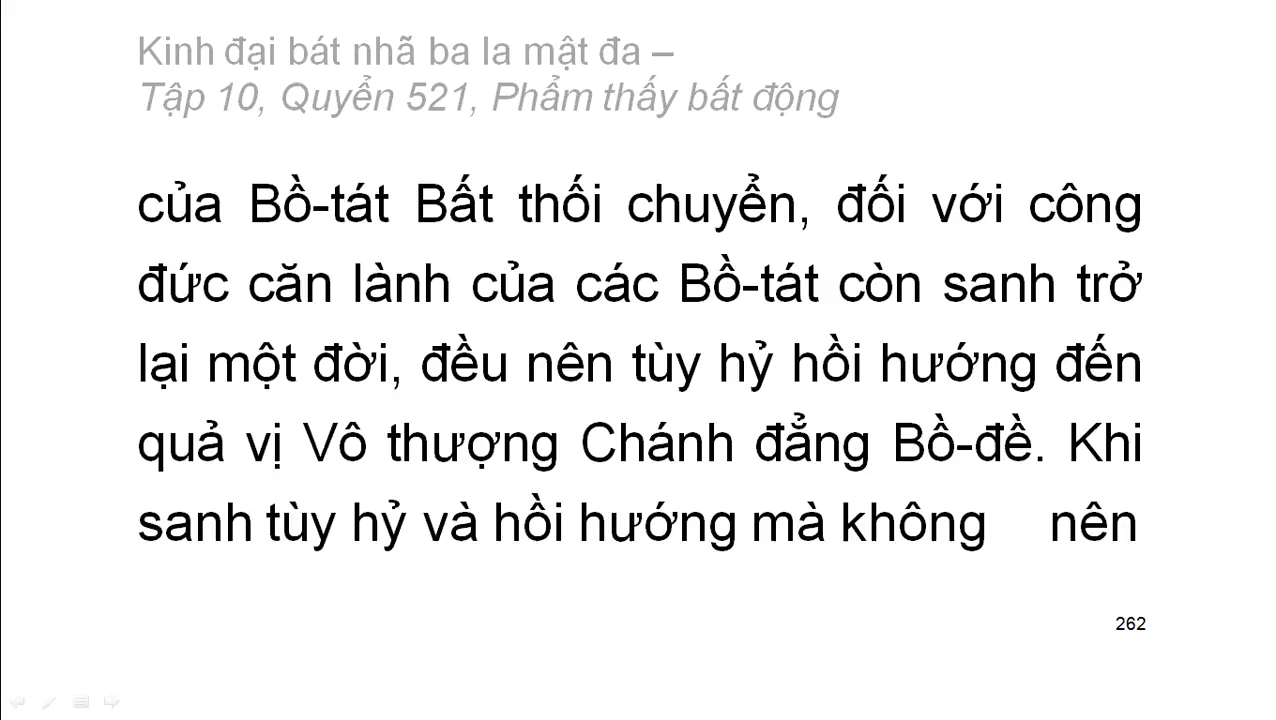 Kinh đại bát nhã ba la mật đa –
Tập 10, Quyển 521, Phẩm thấy bất động
của Bồ-tát Bất thối chuyển, đối với công
đức căn lành của các Bồ-tát còn sanh trở
lại một đời, đều nên tùy hỷ hồi hướng đến
quả vị Vô thượng Chánh đẳng Bồ-đề. Khi
sanh tùy hỷ và hồi hướng mà không nên
262